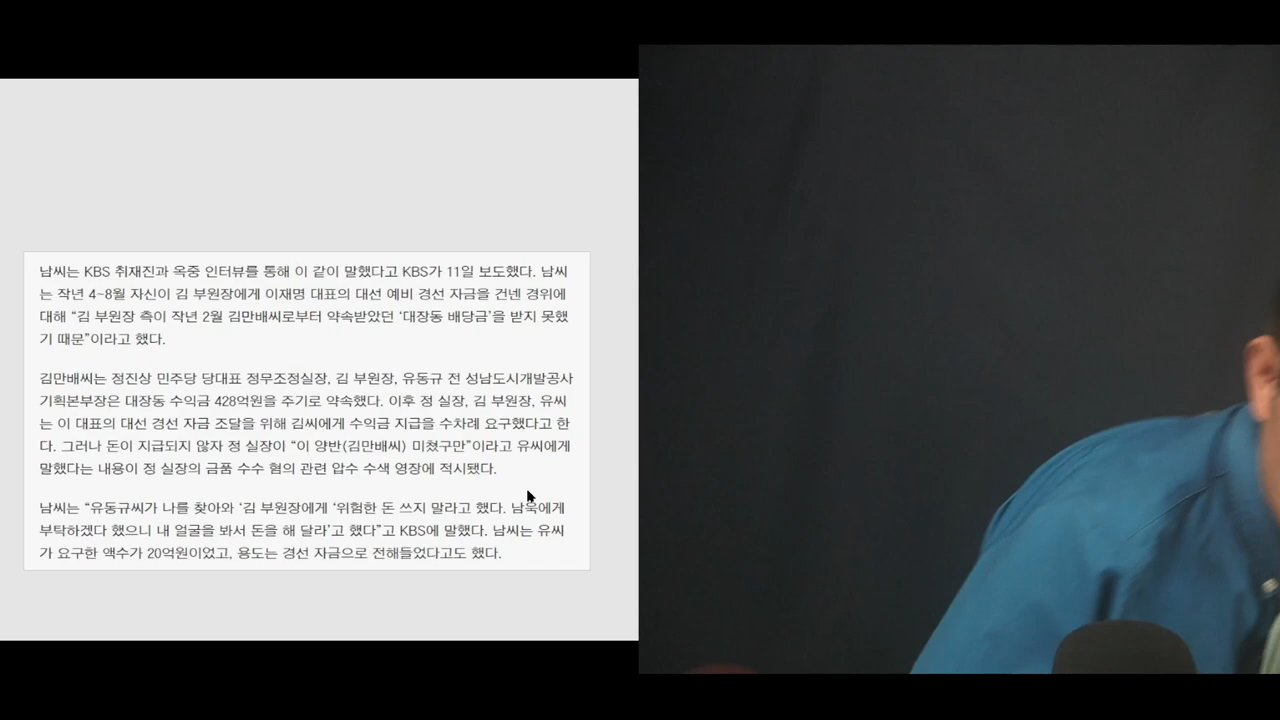 남씨는 KBS 취재진과 옥중 인터뷰를 통해 이 같이 말했다고 KBS가 11일 보도했다. 남씨
는 작년 4~8월 자신이 김 부원장에게 이재명 대표의 대선 예비 경선 자금을 건넨 경위에
대해 “김 부원장 측이 작년 2월 김만배씨로부터 약속받았던 ‘대장동 배당금’을 받지 못했
기 때문”이라고 했다.
김만배씨는 정진상 민주당 당대표 정무조정실장, 김 부원장, 유동규 전 성남도시개발공사
기획본부장은 대장동 수익금 428억원을 주기로 약속했다. 이후 정 실장, 김 부원장, 유씨
는 이 대표의 대선 경선 자금 조달을 위해 김씨에게 수익금 지급을 수차례 요구했다고 한
다. 그러나 돈이 지급되지 않자 정 실장이 “이 양반(김만배씨) 미쳤구만”이라고 유씨에게
말했다는 내용이 정 실장의 금품 수수 혐의 관련 압수 수색 영장에 적시됐다.
남씨는 “유동규씨가 나를 찾아와 ‘김 부원장에게 ‘위험한 돈 쓰지 말라고 했다. 남욱에게
부탁하겠다 했으니 내 얼굴을 봐서 돈을 해 달라’고 했다”고 KBS에 말했다. 남씨는 유씨
가 요구한 액수가 20억원이었고, 용도는 경선 자금으로 전해들었다고도 했다.